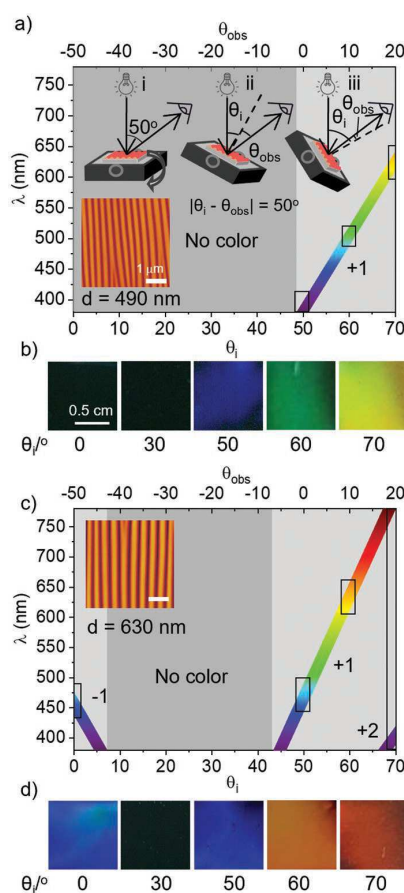 a)
θobs
-50 -40 -30 -20 -10 0 10 20
i ii iii
50° θi θobs θi θobs
|θi - θobs| = 50°
No color
+1
1 µm
d = 490 nm
λ (nm)
750
700
650
600
550
500
450
400
0 10 20 30 40 50 60 70
θi
b)
0.5 cm
θi/° 0 30 50 60 70
c)
θobs
-50 -40 -30 -20 -10 0 10 20
d = 630 nm
No color
-1
+1
+2
λ (nm)
750
700
650
600
550
500
450
400
0 10 20 30 40 50 60 70
θi
d)
θi/° 0 30 50 60 70